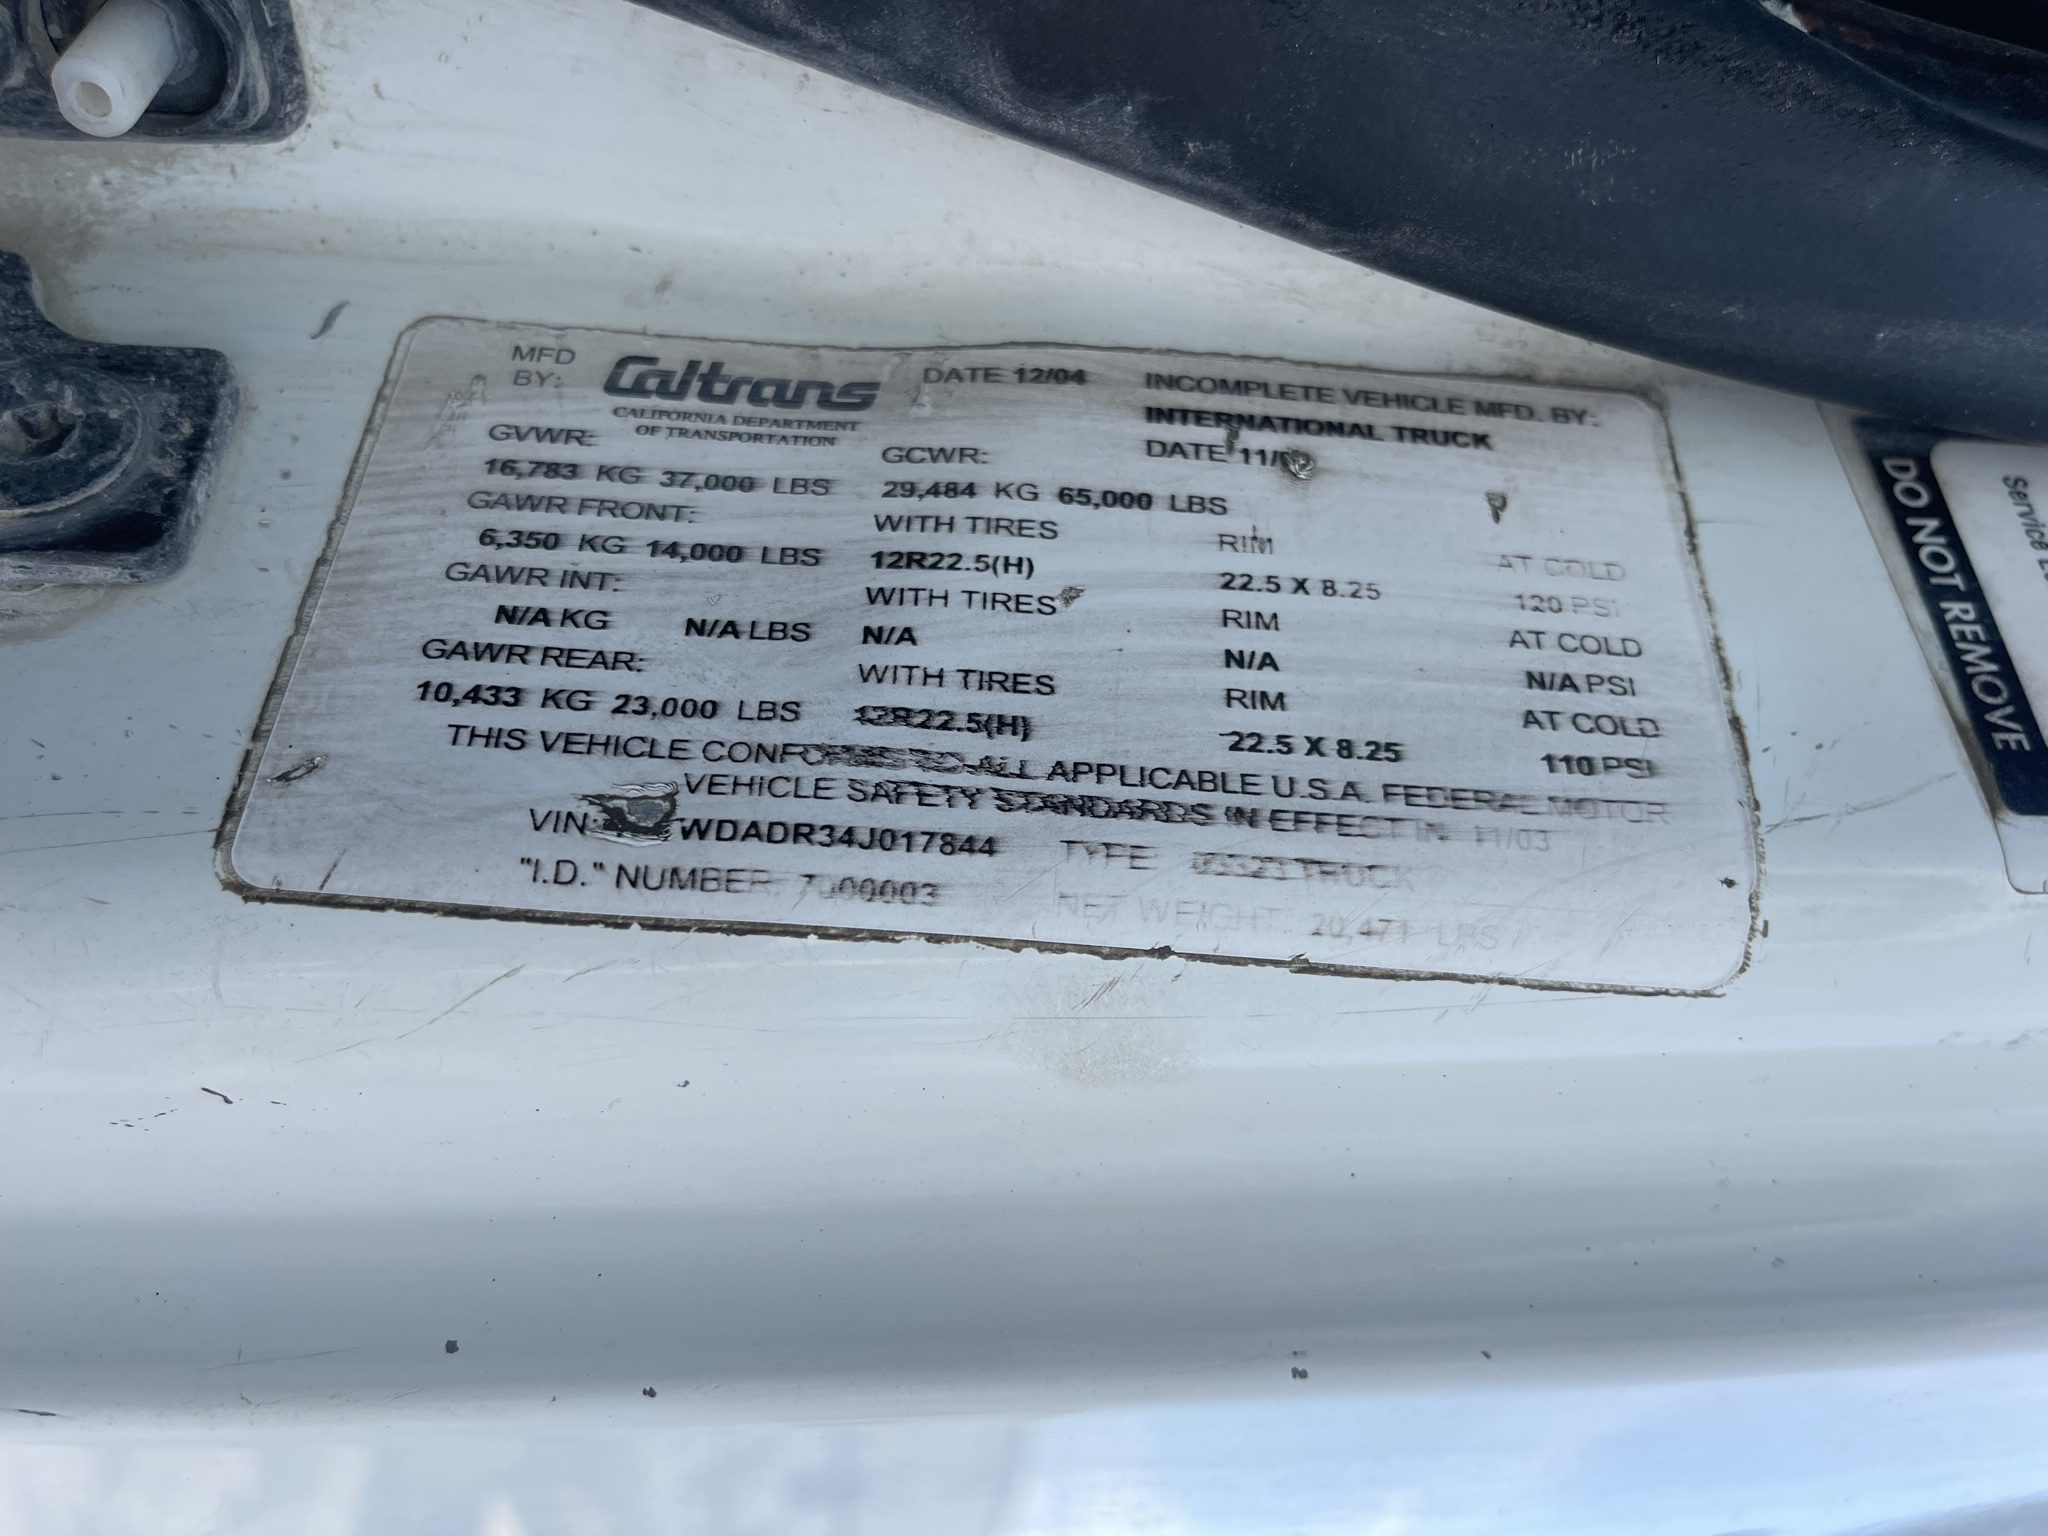 MFD BY: Caltrans DATE 12/04 INCOMPLETE VEHICLE MFD. BY:
CALIFORNIA DEPARTMENT INTERNATIONAL TRUCK
OF TRANSPORTATION DATE 11/
GVWR: GCWR:
16,783 KG 37,000 LBS 29,484 KG 65,000 LBS
GAWR FRONT: WITH TIRES RIM AT COLD
6,350 KG 14,000 LBS 12R22.5(H) 22.5 X 8.25 120 PSI
GAWR INT: WITH TIRES RIM AT COLD
N/A KG N/A LBS N/A N/A N/A PSI
GAWR REAR: WITH TIRES RIM AT COLD
10,433 KG 23,000 LBS 12R22.5(H) 22.5 X 8.25 110 PSI
THIS VEHICLE CONFORMS TO ALL APPLICABLE U.S.A. FEDERAL MOTOR
VEHICLE SAFETY STANDARDS IN EFFECT IN 11/03
VIN: WDADR34J017844 TYPE TRUCK
"I.D." NUMBER: 7000003 NET WEIGHT 20,471 LBS
DO NOT REMOVE
Service